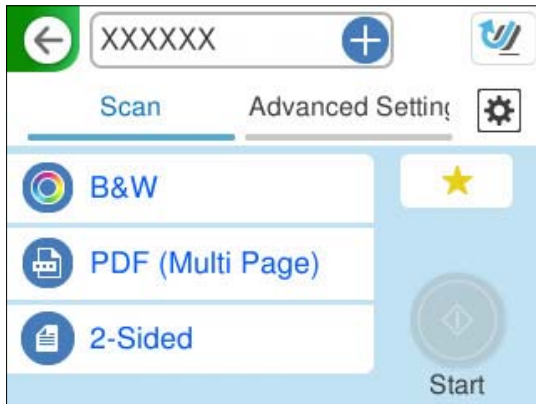 XXXXXX
Scan Advanced Setting
B&W
PDF (Multi Page)
2-Sided
Start